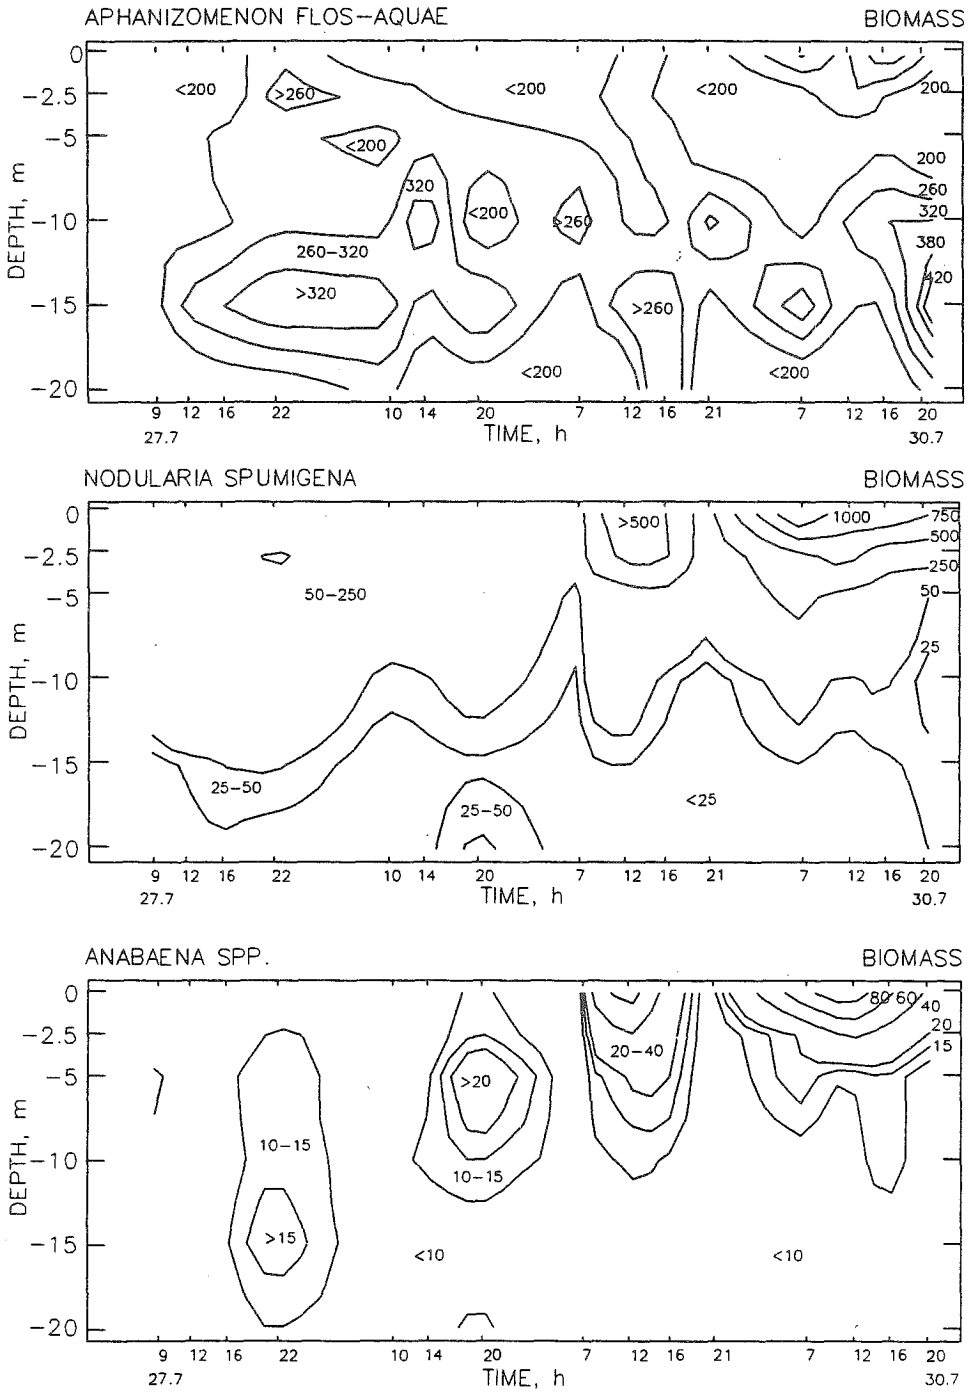 APHANIZOMENON FLOS-AQUAE BIOMASS
0
-2.5
-5
-10
-15
-20
DEPTH, m
<200 >260 <200 <200 200
<200 200
320 <200 >260 260
320
260-320 380
>320 >260 420
<200 <200
9 12 16 22 10 14 20 7 12 16 21 7 12 16 20
27.7 TIME, h 30.7
NODULARIA SPUMIGENA BIOMASS
0
-2.5
-5
-10
-15
-20
DEPTH, m
>500 1000 750
500
250
50-250 50
25
25-50 25-50 <25
9 12 16 22 10 14 20 7 12 16 21 7 12 16 20
27.7 TIME, h 30.7
ANABAENA SPP. BIOMASS
0
-2.5
-5
-10
-15
-20
DEPTH, m
80 60 40
20
20-40 15
>20
10-15 10-15
>15 <10 <10
9 12 16 22 10 14 20 7 12 16 21 7 12 16 20
27.7 TIME, h 30.7